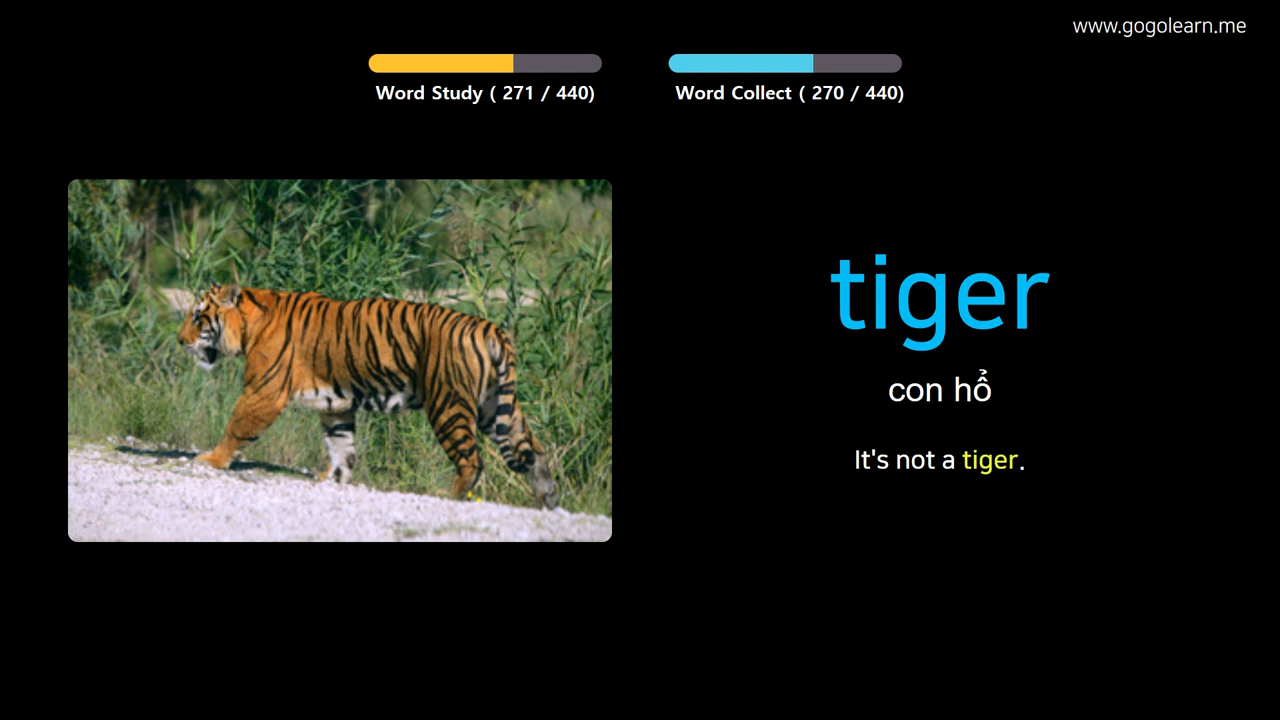 www.gogolearn.me
Word Study ( 271 / 440)
Word Collect ( 270 / 440)
tiger
con hổ
It's not a tiger.